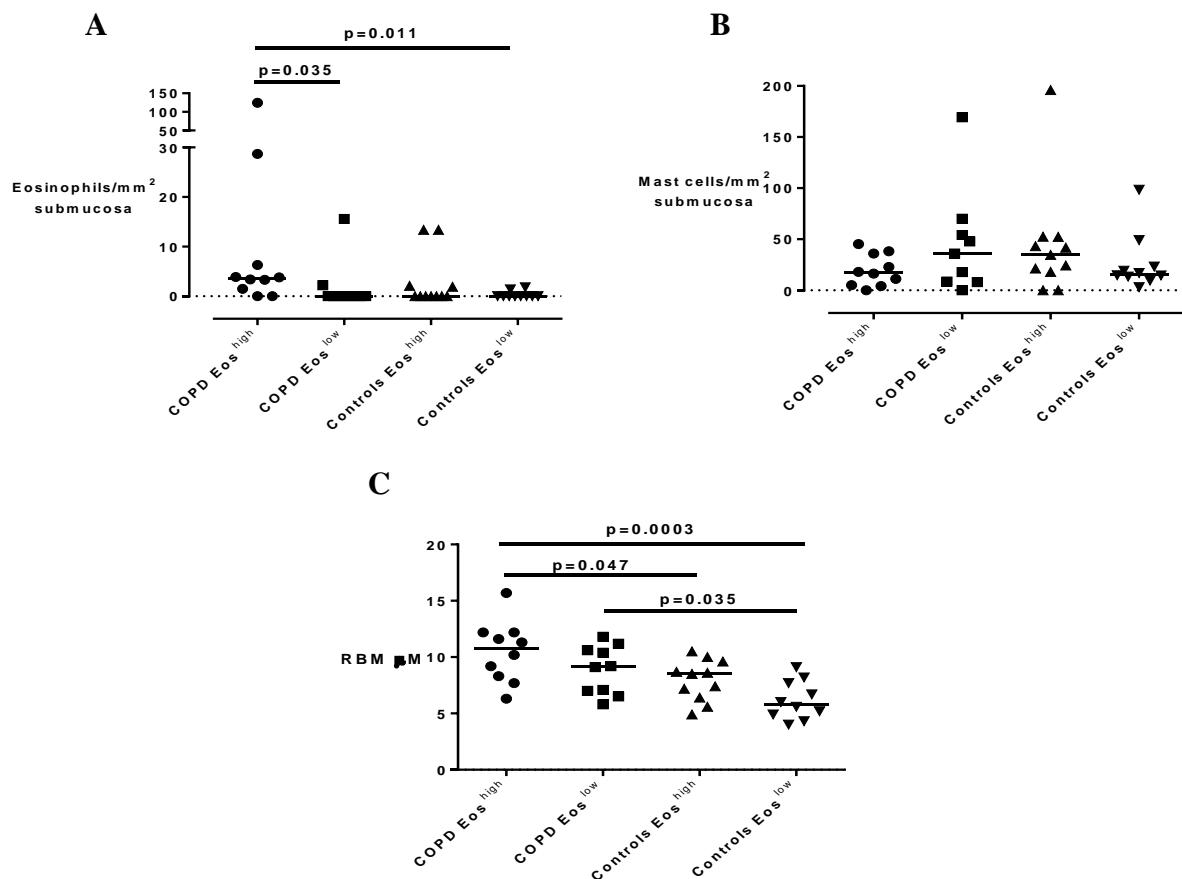 A
p=0.011
p=0.035
150
100
50
30
20
10
0
Eosinophils/mm²
submucosa
COPD Eos high
COPD Eos low
Controls Eos high
Controls Eos low
B
200
150
100
50
0
Mast cells/mm²
submucosa
COPD Eos high
COPD Eos low
Controls Eos high
Controls Eos low
C
p=0.0003
p=0.047
p=0.035
20
15
10
5
0
RBM M
COPD Eos high
COPD Eos low
Controls Eos high
Controls Eos low